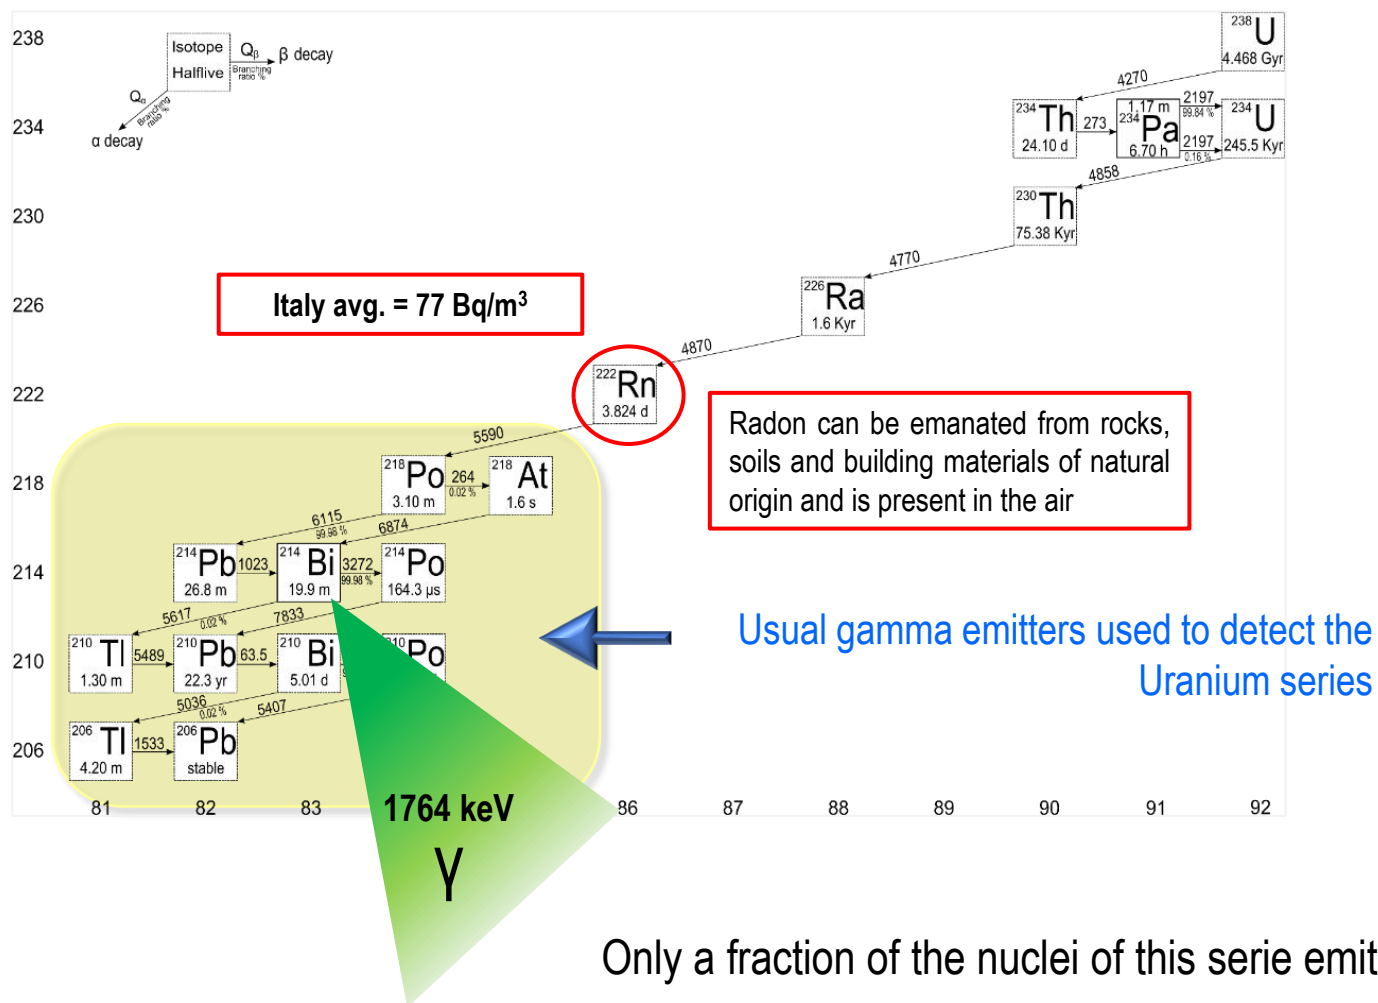 238
Isotope
Halflive
Qβ
Branching
ratio %
β decay
Qα
Branching
ratio %
α decay
238U
4.468 Gyr
4270
234
234Th
24.10 d
273
1.17 m
234Pa
6.70 h
2197
99.84 %
2197
0.16 %
234U
245.5 Kyr
4858
230
230Th
75.38 Kyr
4770
Italy avg. = 77 Bq/m³
226
226Ra
1.6 Kyr
4870
222
222Rn
3.824 d
Radon can be emanated from rocks,
soils and building materials of natural
origin and is present in the air
5590
218
218Po
3.10 m
264
0.02 %
218At
1.6 s
6115
99.98 %
6874
214
214Pb
26.8 m
1023
214Bi
19.9 m
3272
99.98 %
214Po
164.3 μs
5617
0.02 %
7833
Usual gamma emitters used to detect the
Uranium series
210
210Tl
1.30 m
5489
210Pb
22.3 yr
63.5
210Bi
5.01 d
210Po
5036
0.02 %
5407
206
206Tl
4.20 m
1533
206Pb
stable
81 82 83 86 87 88 89 90 91 92
1764 keV
γ
Only a fraction of the nuclei of this serie emit